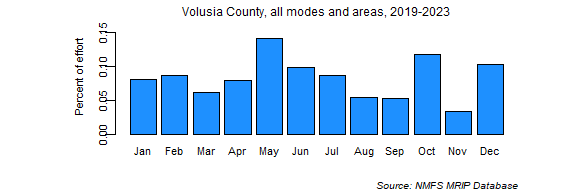 Volusia County, all modes and areas, 2019-2023
Percent of effort
0.15
0.10
0.05
0.00
Jan Feb Mar Apr May Jun Jul Aug Sep Oct Nov Dec
Source: NMFS MRIP Database